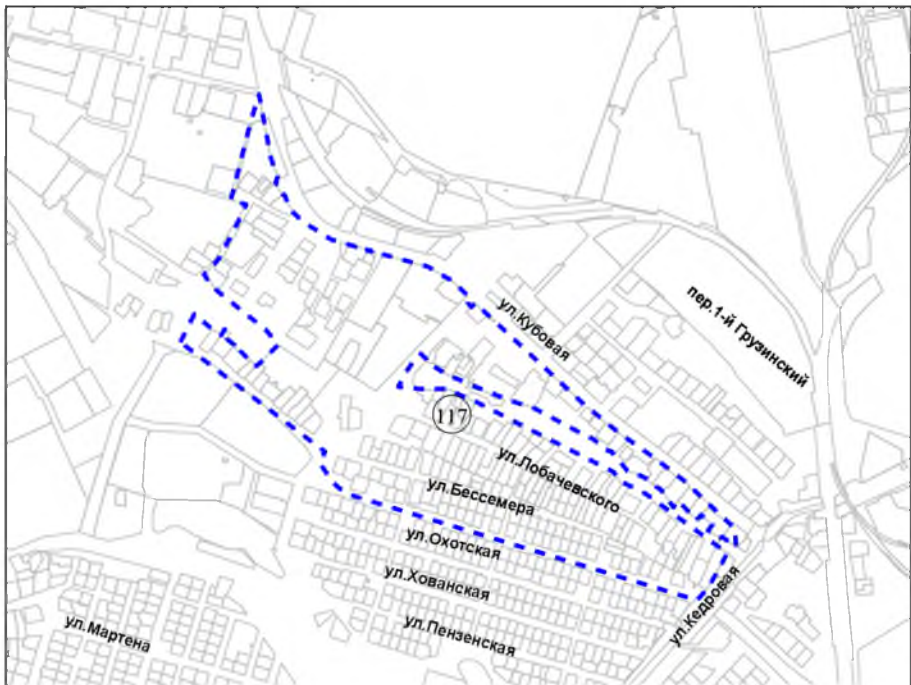 пер.1-й Грузинский
ул.Кубовая
117
ул.Лобачевского
ул.Бессемера
ул.Охотская
ул.Хованская
ул.Кедровая
ул.Пензенская
ул.Мартена